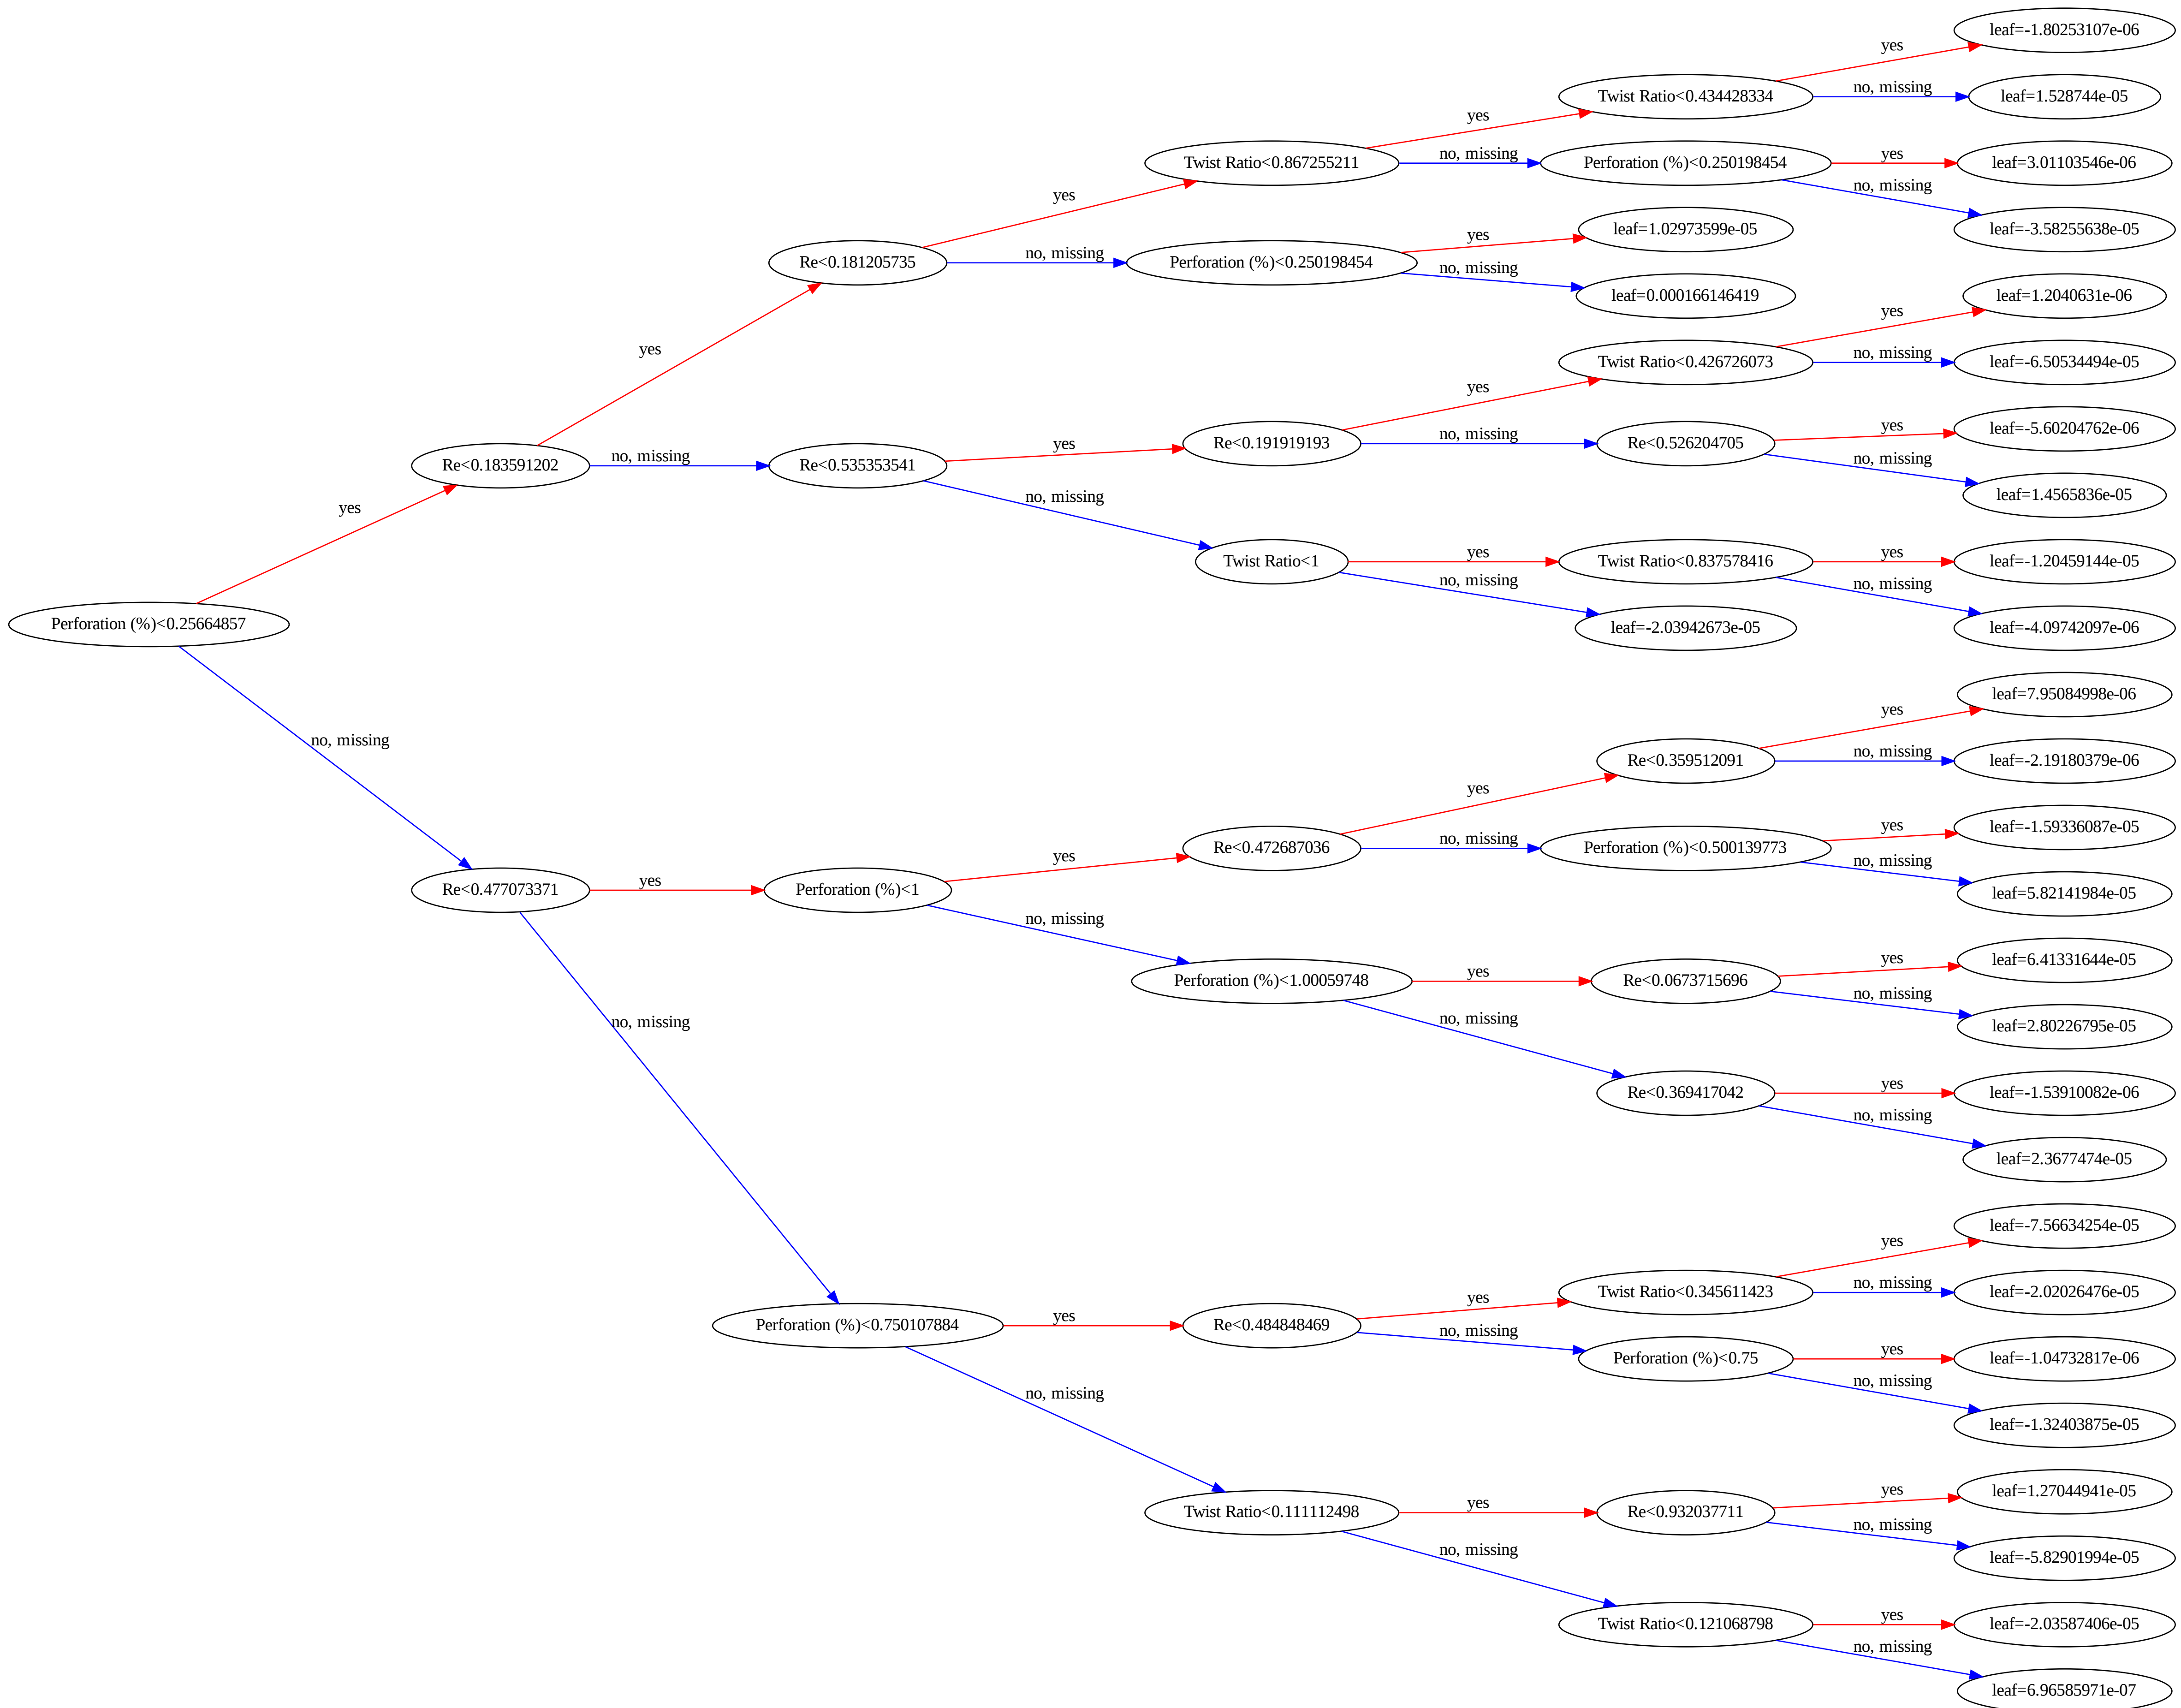 leaf=-1.80253107e-06
yes
Twist Ratio<0.434428334
no, missing
leaf=1.528744e-05
yes
Twist Ratio<0.867255211
no, missing
Perforation (%)<0.250198454
yes
leaf=3.01103546e-06
no, missing
leaf=-3.58255638e-05
yes
Re<0.181205735
no, missing
Perforation (%)<0.250198454
yes
leaf=1.02973599e-05
no, missing
leaf=0.000166146419
yes
Re<0.183591202
no, missing
Re<0.535353541
yes
Re<0.191919193
yes
Twist Ratio<0.426726073
yes
leaf=1.2040631e-06
no, missing
leaf=-6.50534494e-05
no, missing
Re<0.526204705
yes
leaf=-5.60204762e-06
no, missing
leaf=1.4565836e-05
no, missing
Twist Ratio<1
yes
Twist Ratio<0.837578416
yes
leaf=-1.20459144e-05
no, missing
leaf=-4.09742097e-06
no, missing
leaf=-2.03942673e-05
yes
Perforation (%)<0.25664857
no, missing
Re<0.477073371
yes
Perforation (%)<1
yes
Re<0.472687036
yes
Re<0.359512091
yes
leaf=7.95084998e-06
no, missing
leaf=-2.19180379e-06
no, missing
Perforation (%)<0.500139773
yes
leaf=-1.59336087e-05
no, missing
leaf=5.82141984e-05
no, missing
Perforation (%)<1.00059748
yes
Re<0.0673715696
yes
leaf=6.41331644e-05
no, missing
leaf=2.80226795e-05
no, missing
Re<0.369417042
yes
leaf=-1.53910082e-06
no, missing
leaf=2.3677474e-05
no, missing
Perforation (%)<0.750107884
yes
Re<0.484848469
yes
Twist Ratio<0.345611423
yes
leaf=-7.56634254e-05
no, missing
leaf=-2.02026476e-05
no, missing
Perforation (%)<0.75
yes
leaf=-1.04732817e-06
no, missing
leaf=-1.32403875e-05
no, missing
Twist Ratio<0.111112498
yes
Re<0.932037711
yes
leaf=1.27044941e-05
no, missing
leaf=-5.82901994e-05
no, missing
Twist Ratio<0.121068798
yes
leaf=-2.03587406e-05
no, missing
leaf=6.96585971e-07